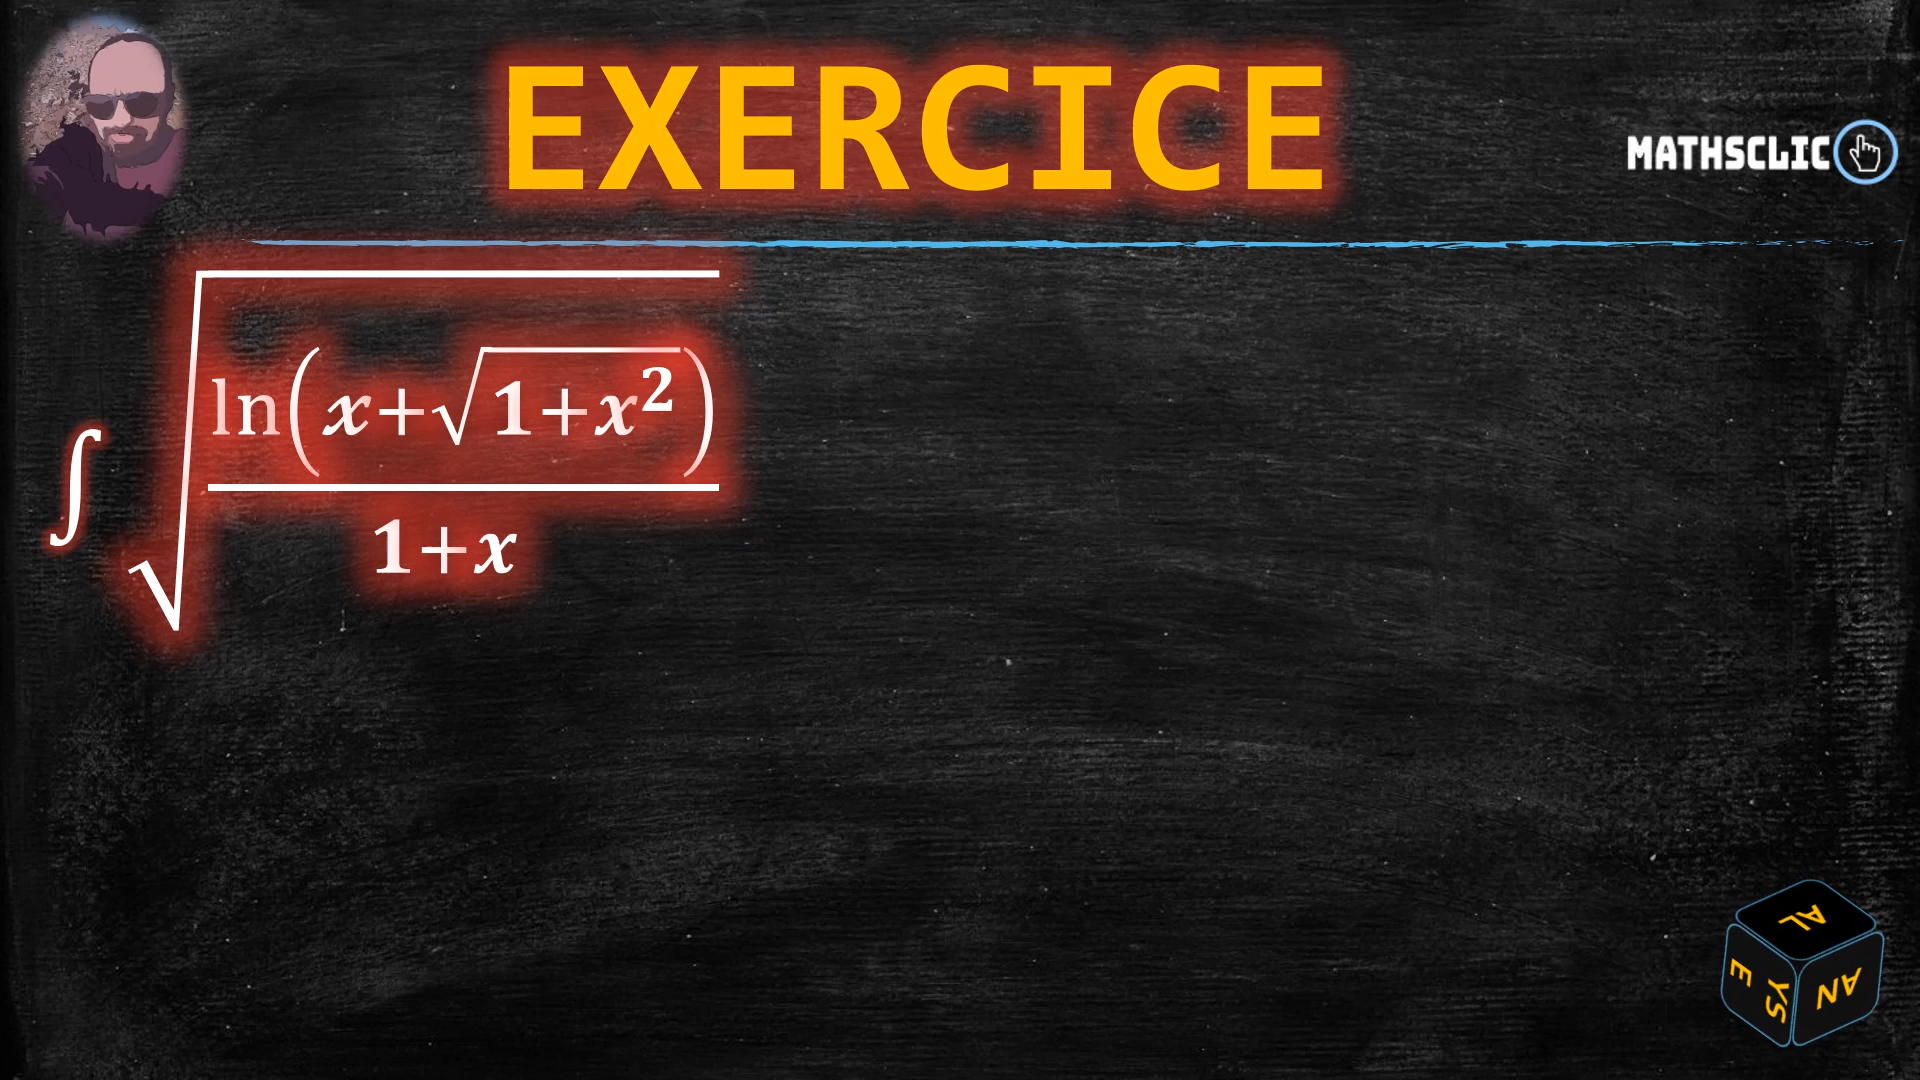 EXERCICE
MATHSCLIC
∫√(ln(x+√(1+x²))/(1+x))
AL
YS
E
AN